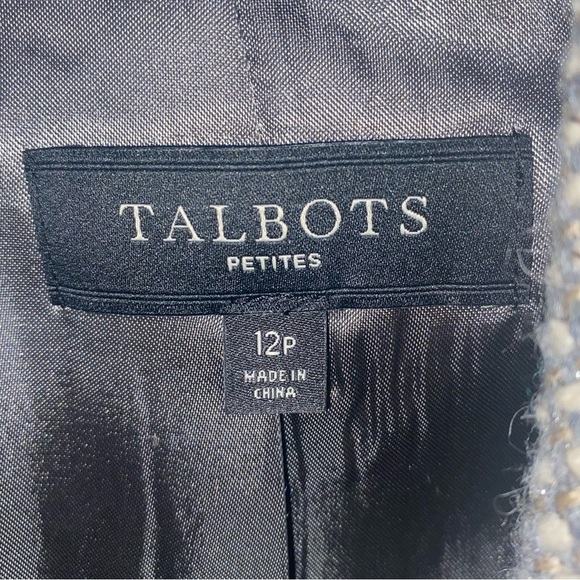 TALBOTS
PETITES
12P
MADE IN
CHINA